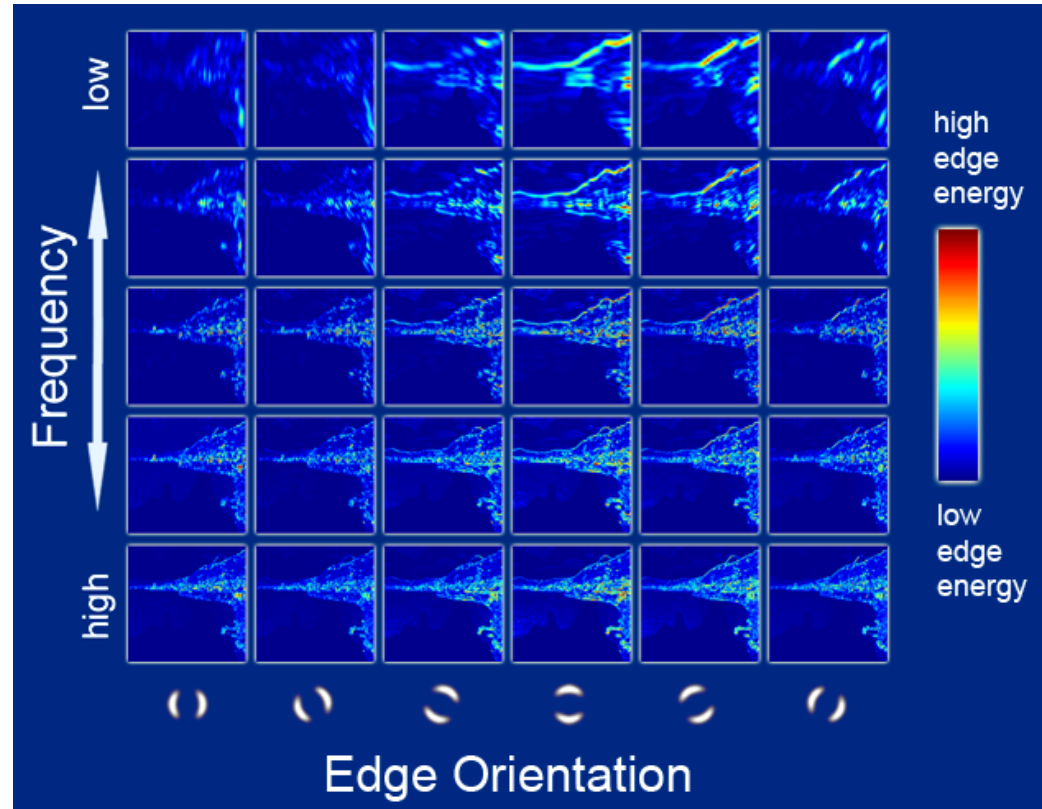 low
Frequency
high
high
edge
energy
low
edge
energy
Edge Orientation